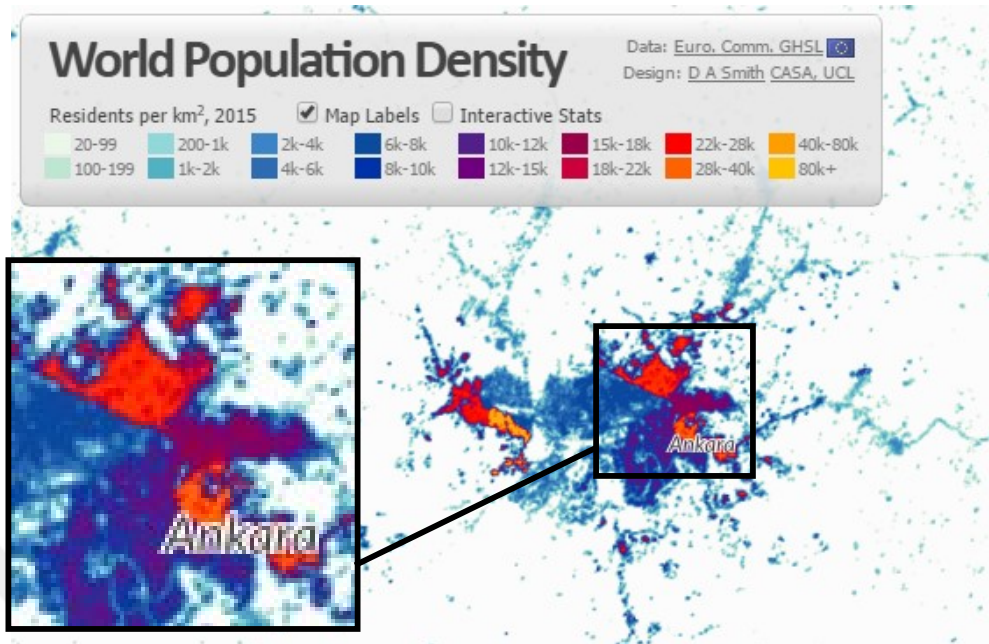 World Population Density
Data: Euro. Comm. GHSL
Design: D A Smith CASA, UCL
Residents per km², 2015 Map Labels Interactive Stats
20-99 200-1k 2k-4k 6k-8k 10k-12k 15k-18k 22k-28k 40k-80k
100-199 1k-2k 4k-6k 8k-10k 12k-15k 18k-22k 28k-40k 80k+
Ankara
Ankara